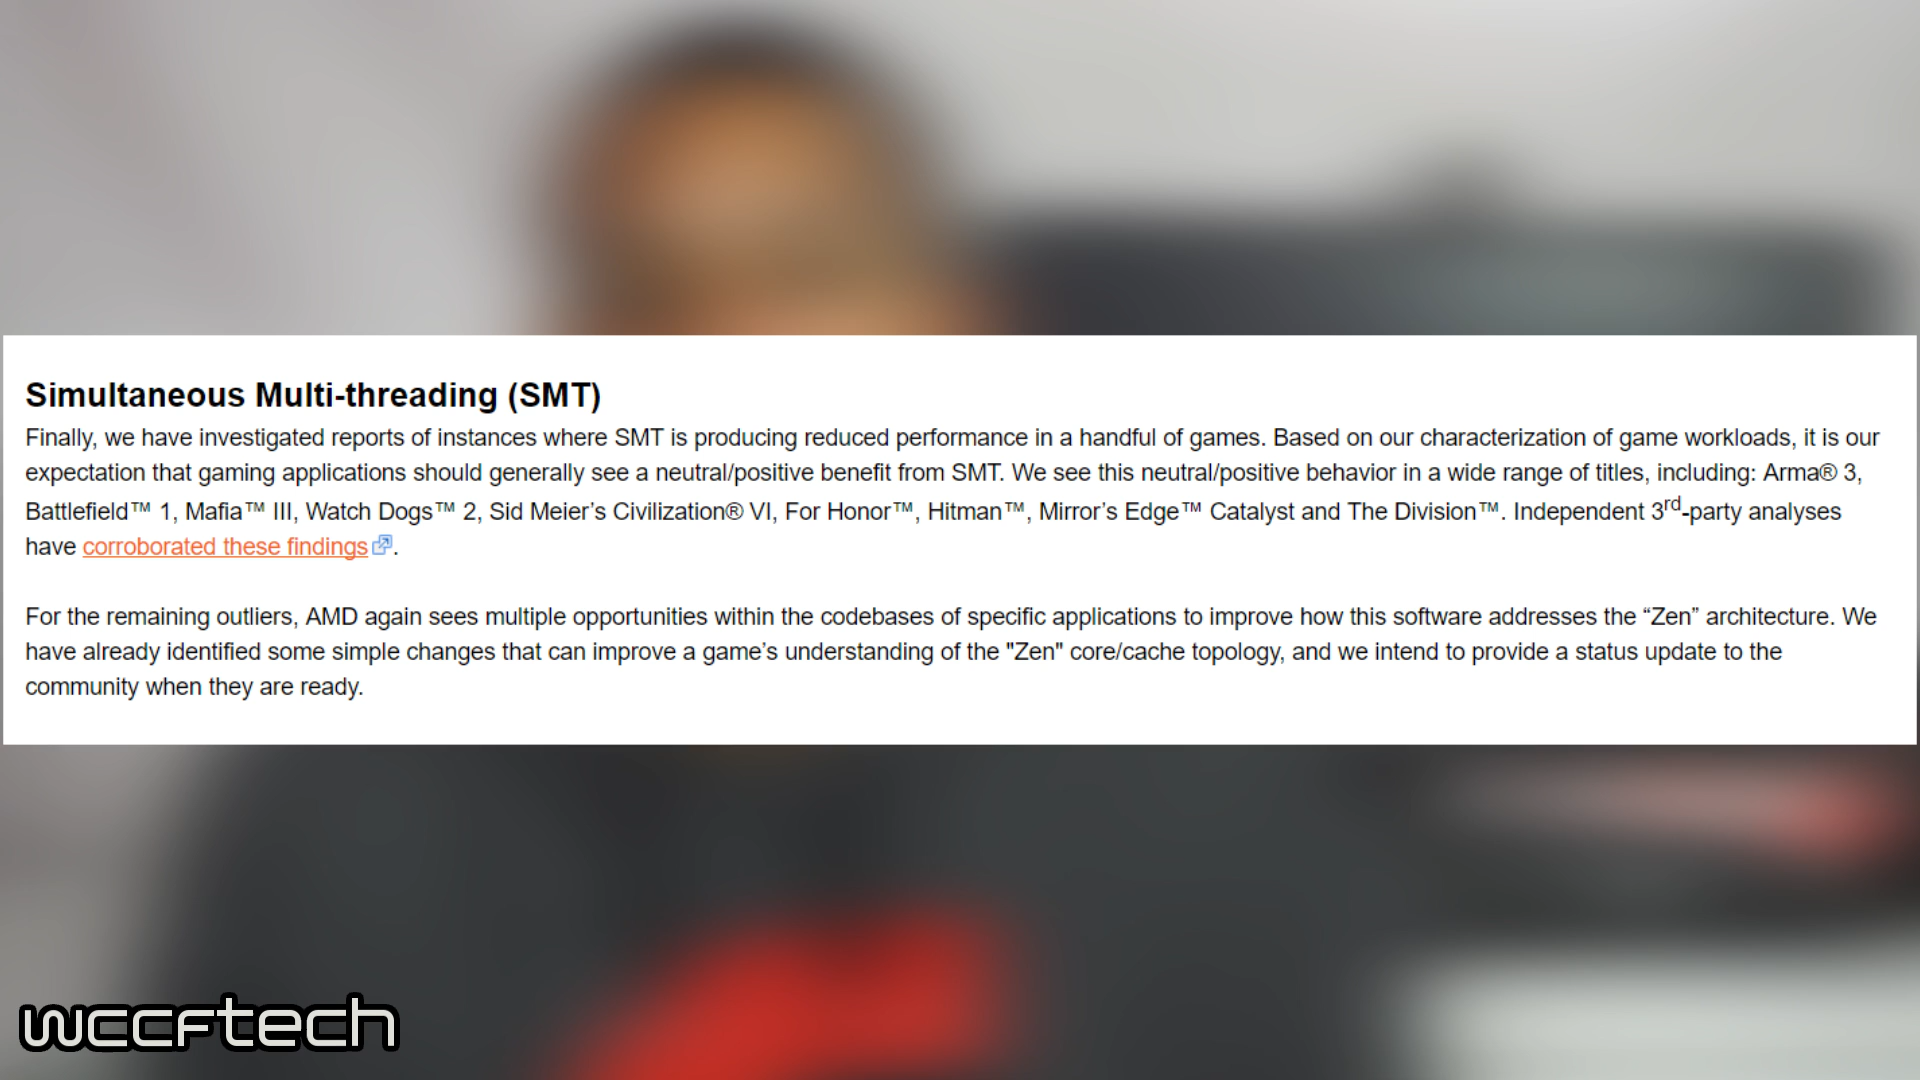 Simultaneous Multi-threading (SMT)
Finally, we have investigated reports of instances where SMT is producing reduced performance in a handful of games. Based on our characterization of game workloads, it is our
expectation that gaming applications should generally see a neutral/positive benefit from SMT. We see this neutral/positive behavior in a wide range of titles, including: Arma® 3,
Battlefield™ 1, Mafia™ III, Watch Dogs™ 2, Sid Meier’s Civilization® VI, For Honor™, Hitman™, Mirror’s Edge™ Catalyst and The Division™. Independent 3rd-party analyses
have corroborated these findings.
For the remaining outliers, AMD again sees multiple opportunities within the codebases of specific applications to improve how this software addresses the “Zen” architecture. We
have already identified some simple changes that can improve a game’s understanding of the "Zen" core/cache topology, and we intend to provide a status update to the
community when they are ready.
wccftech